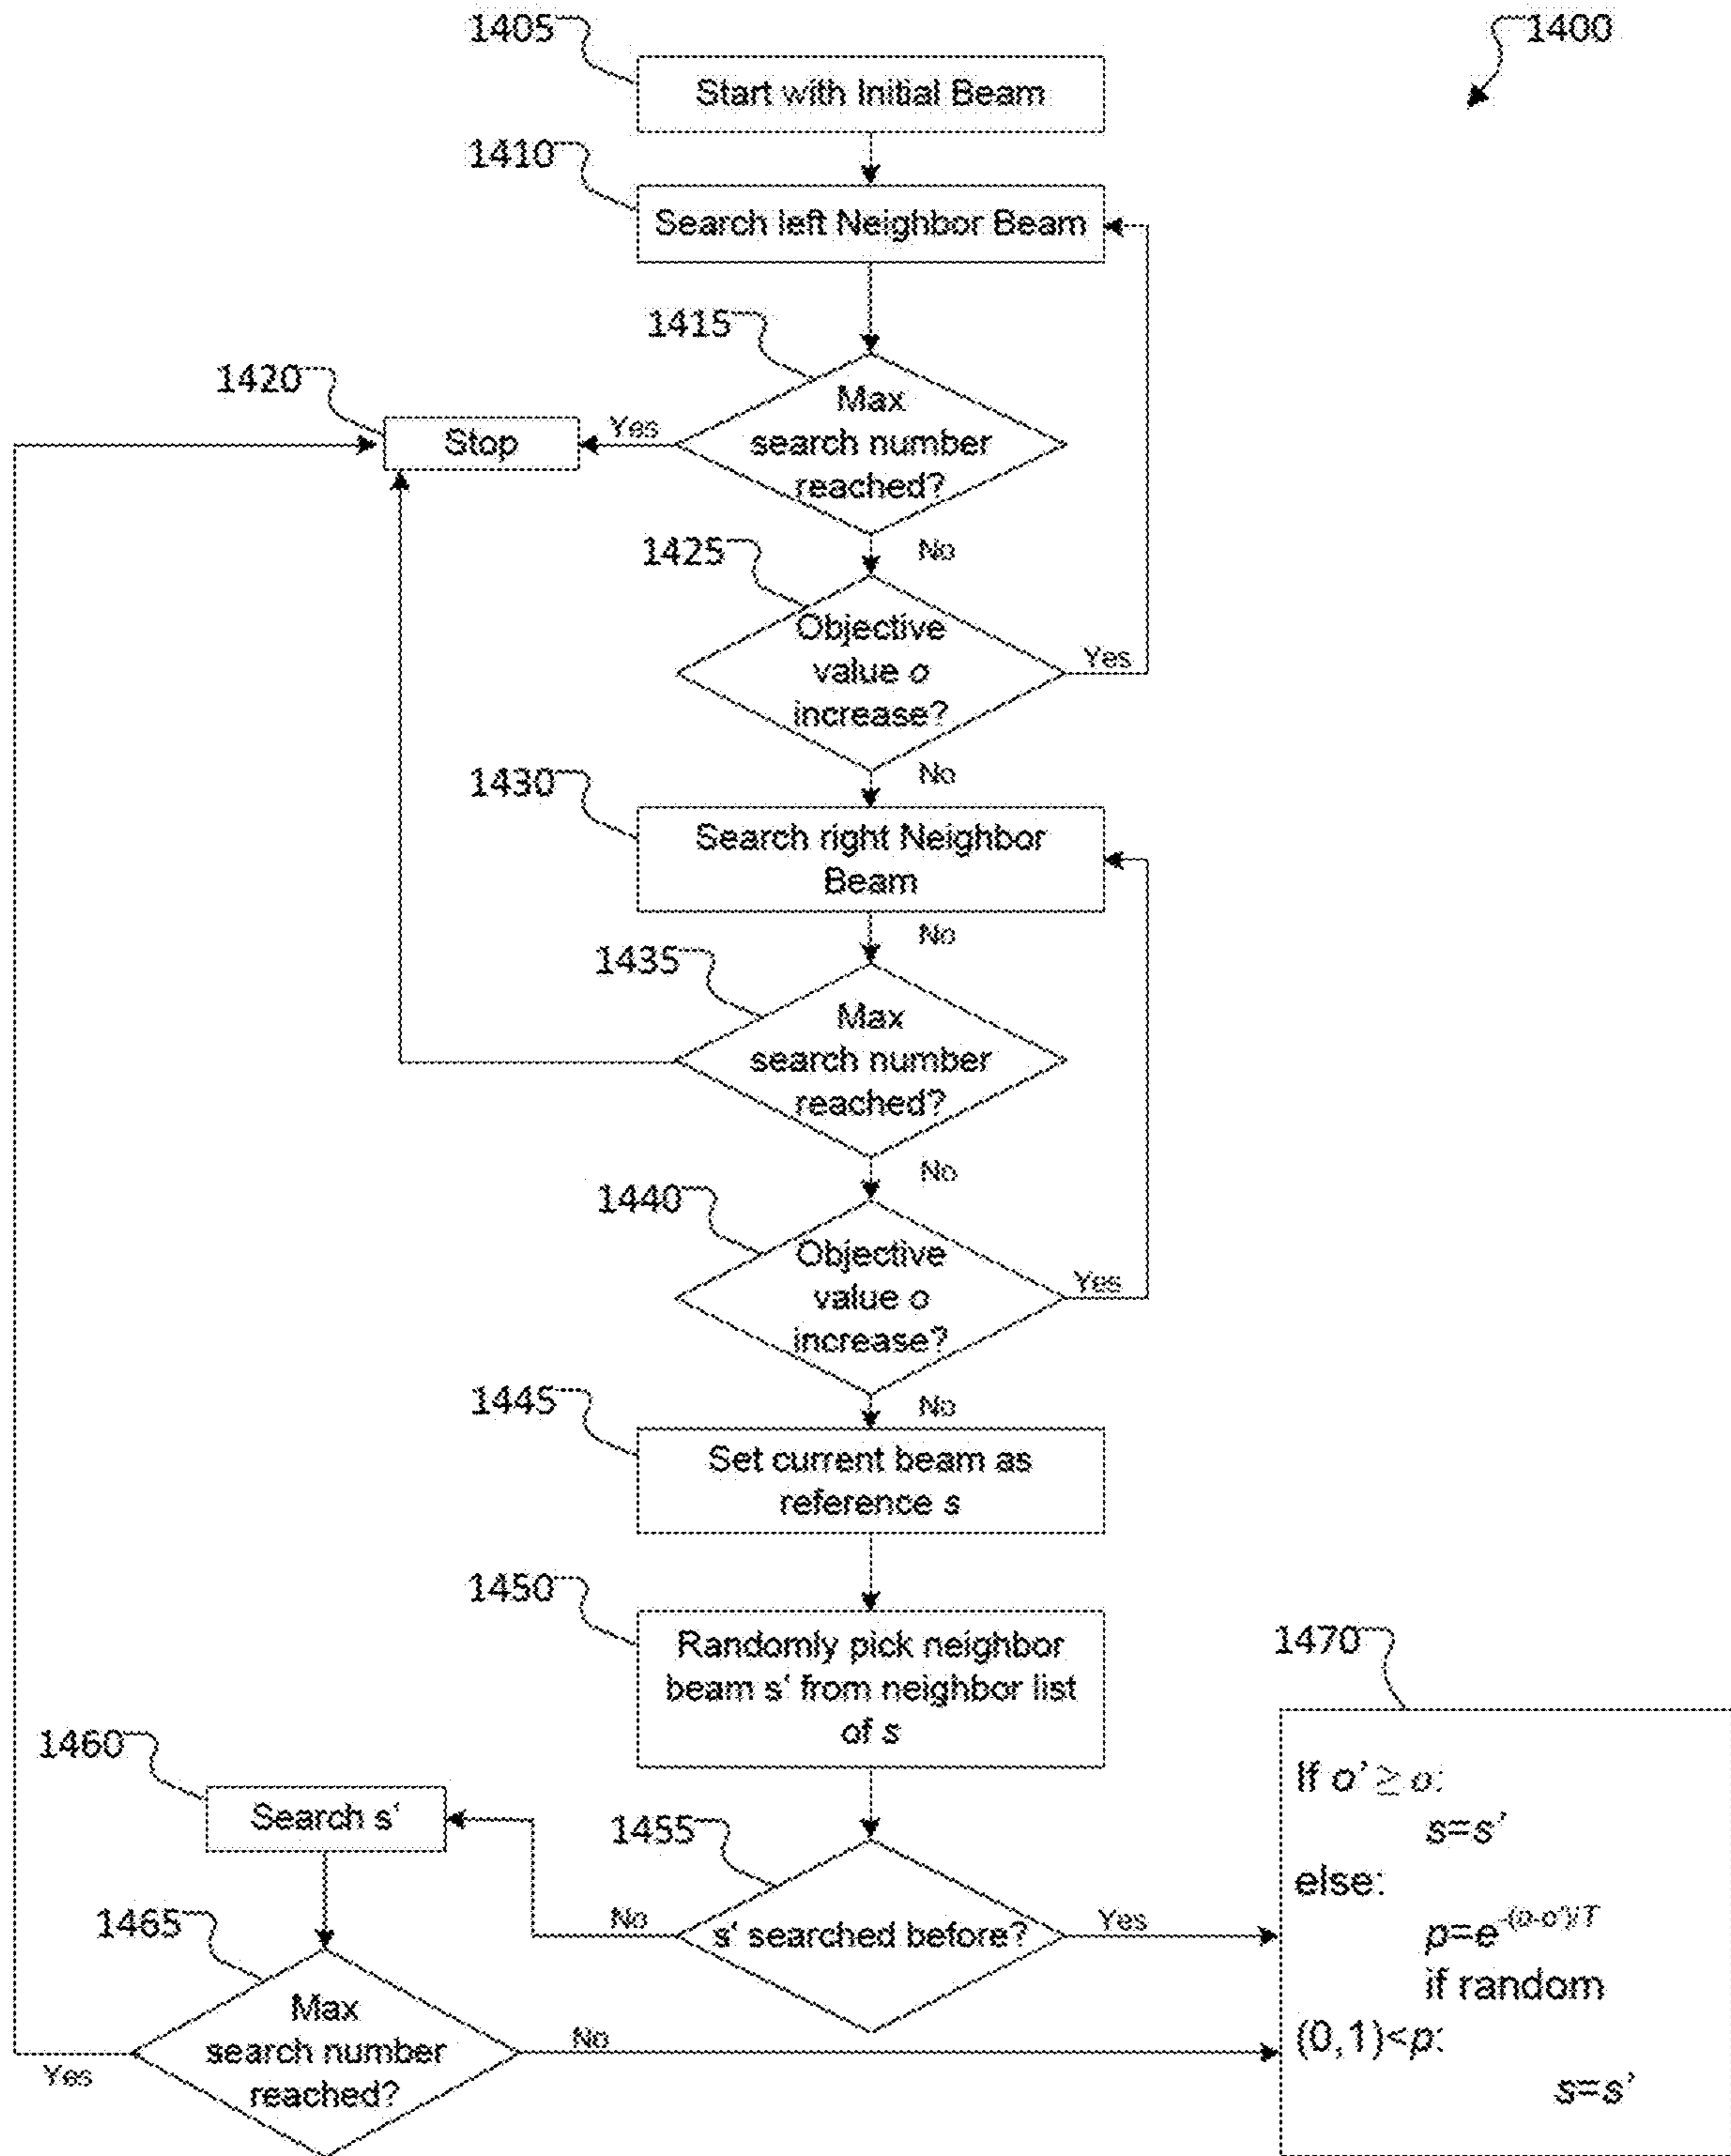 1405
1400
Start with Initial Beam
1410
Search left Neighbor Beam
1415
Max
search number
reached?
1420
Stop
Yes
No
1425
Objective
value o
increase?
Yes
No
1430
Search right Neighbor
Beam
No
1435
Max
search number
reached?
No
1440
Objective
value o
increase?
Yes
No
1445
Set current beam as
reference s
1450
Randomly pick neighbor
beam s' from neighbor list
of s
1455
s' searched before?
No
Yes
1460
Search s'
1465
Max
search number
reached?
Yes
No
1470
If o' ≥ o:
s=s'
else:
p=e^-(o-o')/T
if random
(0,1)<p:
s=s'